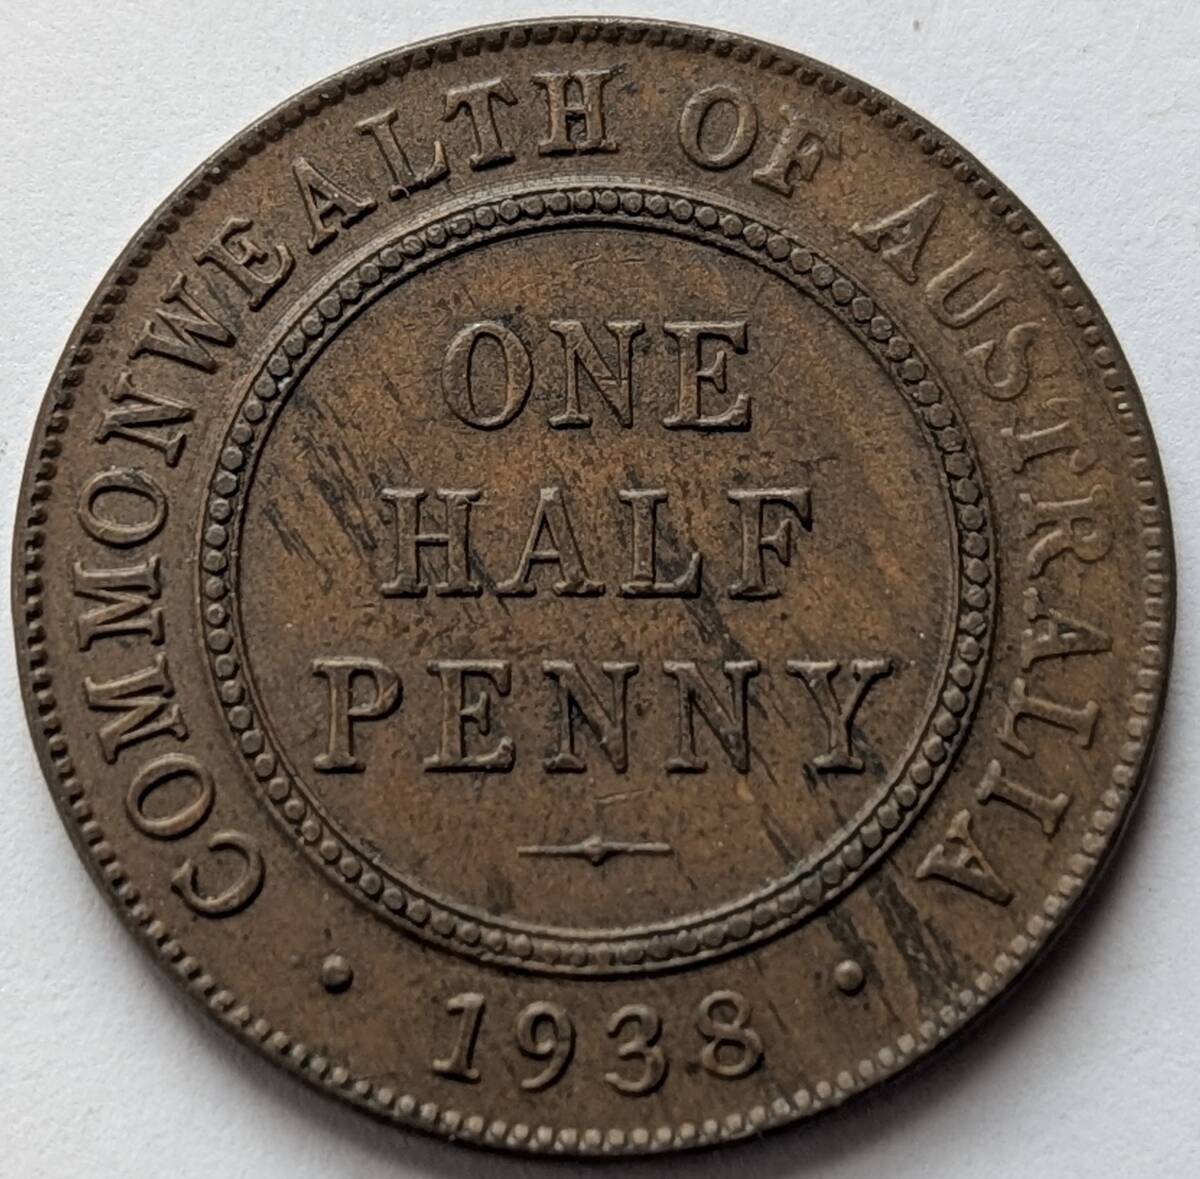 COMMONWEALTH OF AUSTRALIA
ONE
HALF
PENNY
· 1938 ·